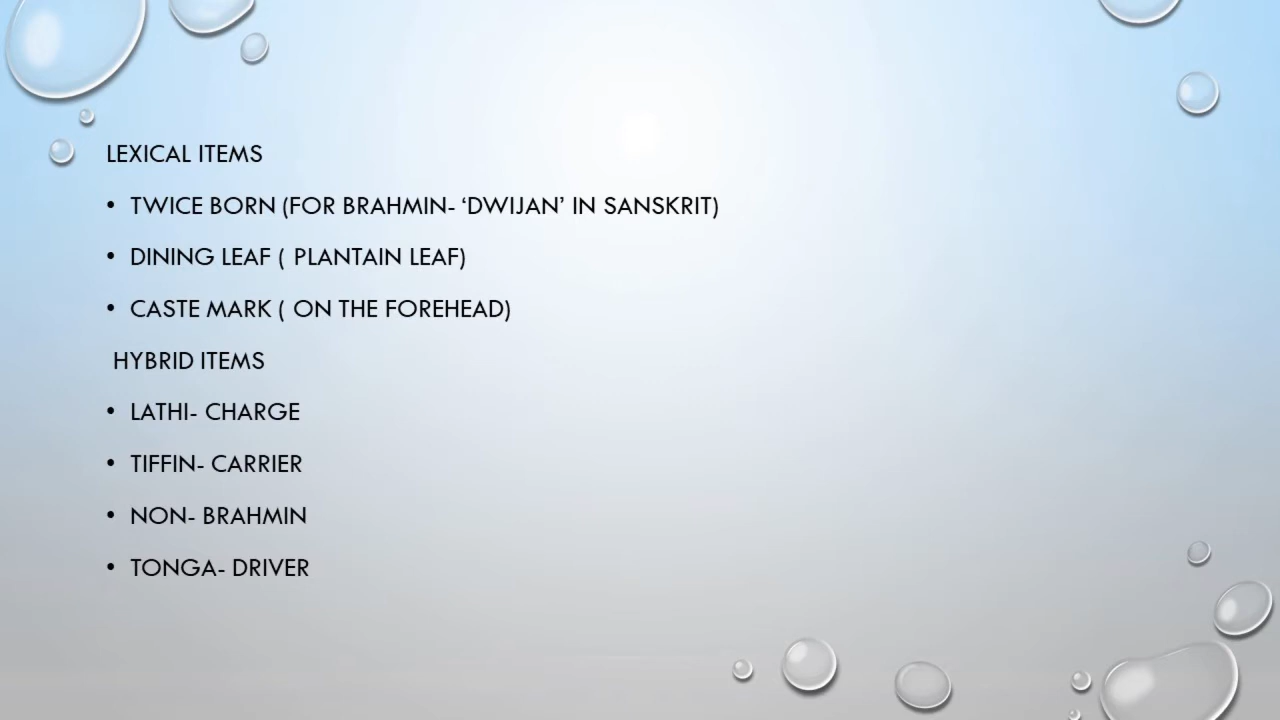 LEXICAL ITEMS
• TWICE BORN (FOR BRAHMIN- ‘DWIJAN’ IN SANSKRIT)
• DINING LEAF ( PLANTAIN LEAF)
• CASTE MARK ( ON THE FOREHEAD)
HYBRID ITEMS
• LATHI- CHARGE
• TIFFIN- CARRIER
• NON- BRAHMIN
• TONGA- DRIVER